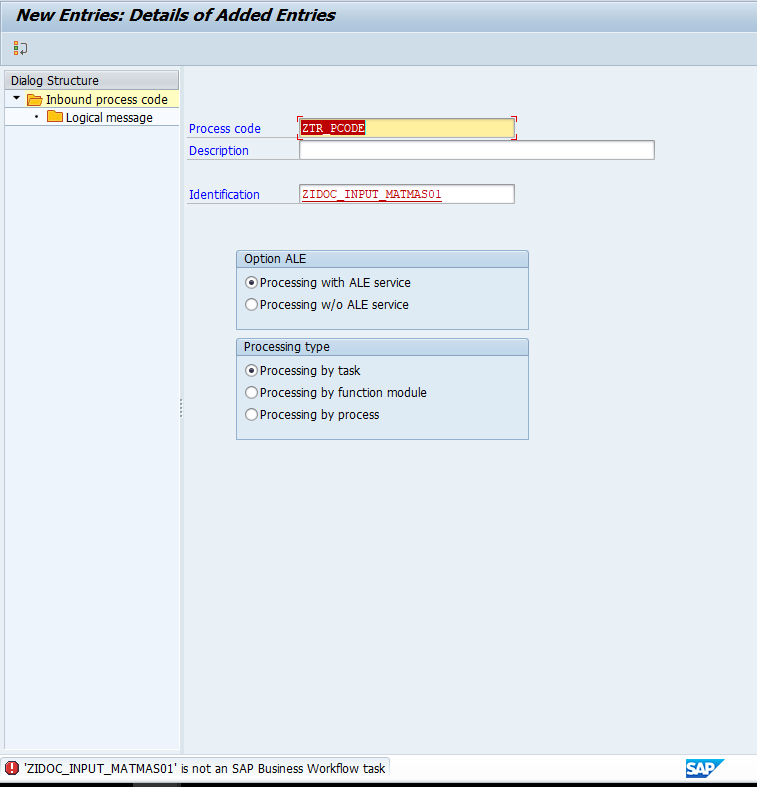 New Entries: Details of Added Entries
Dialog Structure
Inbound process code
Logical message
Process code ZTR_PCODE
Description
Identification ZIDOC_INPUT_MATMAS01
Option ALE
Processing with ALE service
Processing w/o ALE service
Processing type
Processing by task
Processing by function module
Processing by process
'ZIDOC_INPUT_MATMAS01' is not an SAP Business Workflow task
SAP